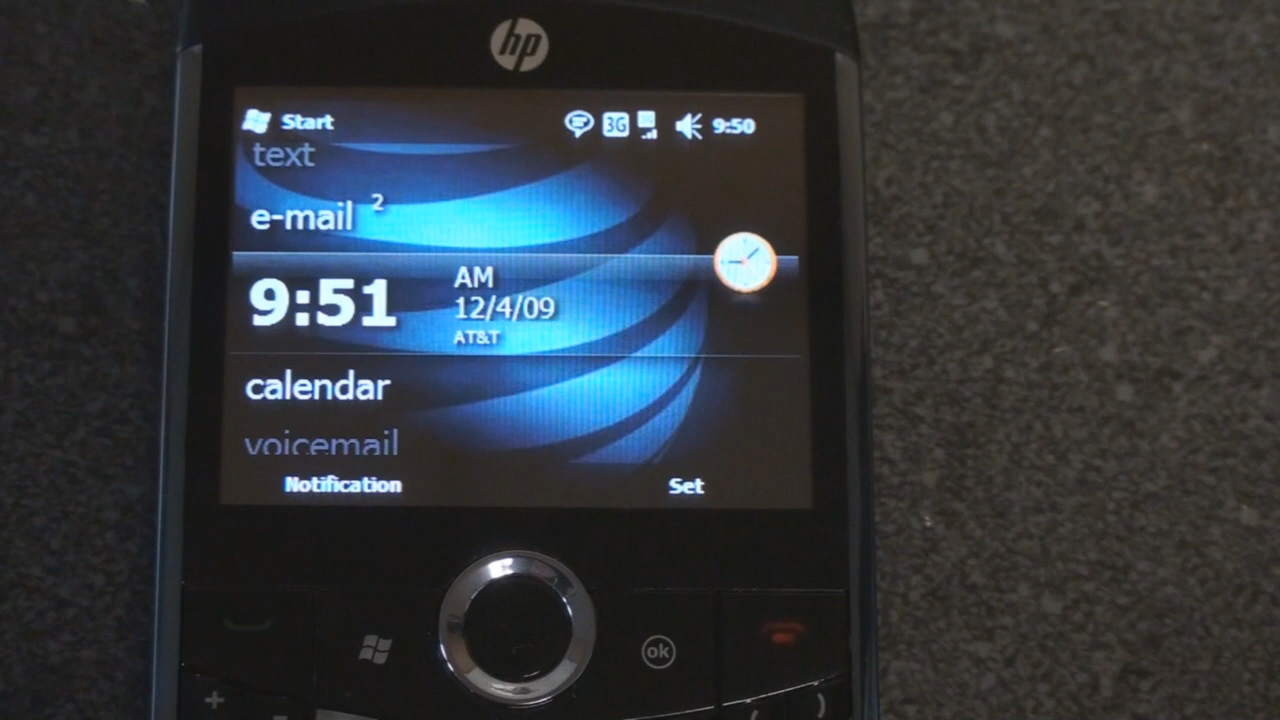 hp
Start 3G 9:50
text
e-mail 2
9:51 AM
12/4/09
AT&T
calendar
voicemail
Notification Set
ok
+